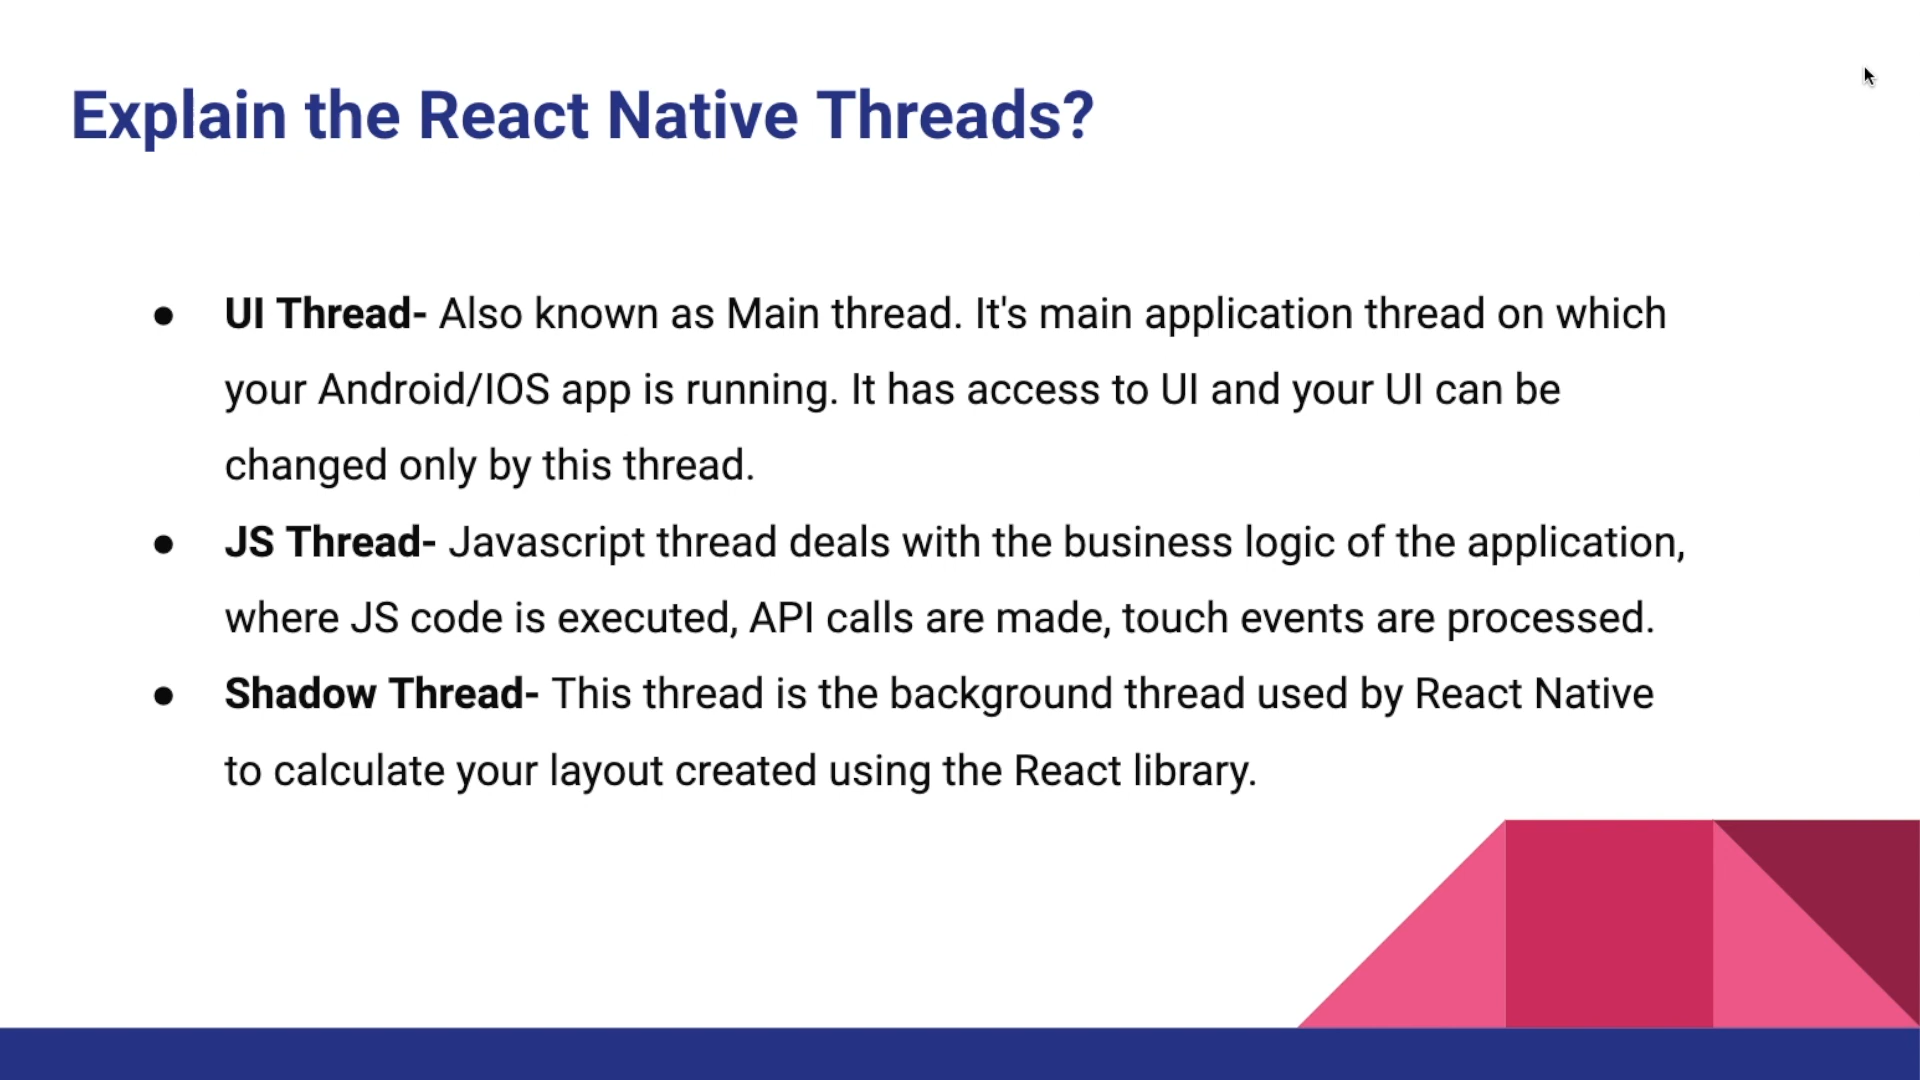 Explain the React Native Threads?
● UI Thread- Also known as Main thread. It's main application thread on which
your Android/IOS app is running. It has access to UI and your UI can be
changed only by this thread.
● JS Thread- Javascript thread deals with the business logic of the application,
where JS code is executed, API calls are made, touch events are processed.
● Shadow Thread- This thread is the background thread used by React Native
to calculate your layout created using the React library.